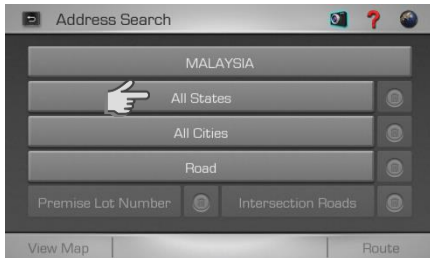 Address Search
?
MALAYSIA
All States
All Cities
Road
Premise Lot Number Intersection Roads
View Map Route